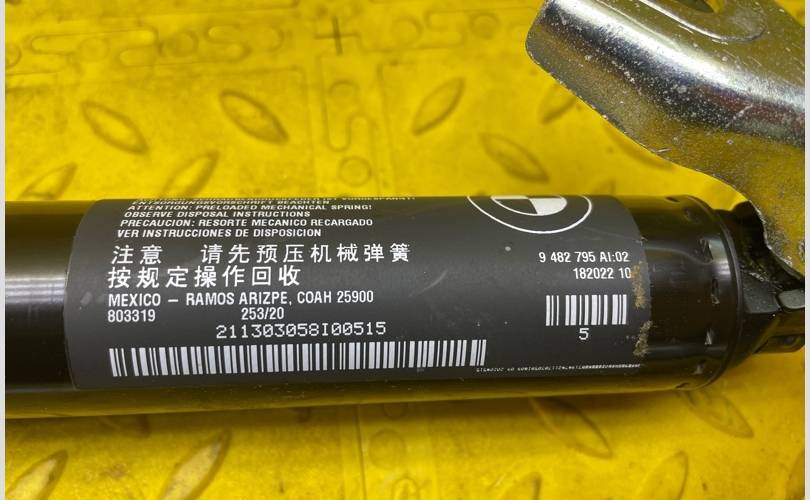 ENTSORGUNGSVORSCHRIFT BEACHTEN
ATTENTION: PRELOADED MECHANICAL SPRING!
OBSERVE DISPOSAL INSTRUCTIONS
PRECAUCION: RESORTE MECANICO RECARGADO
VER INSTRUCCIONES DE DISPOSICION
注意 请先预压机械弹簧
按规定操作回收
MEXICO – RAMOS ARIZPE, COAH 25900
803319 253/20
211303058I00515
9 482 795 AI:02
182022 10
5